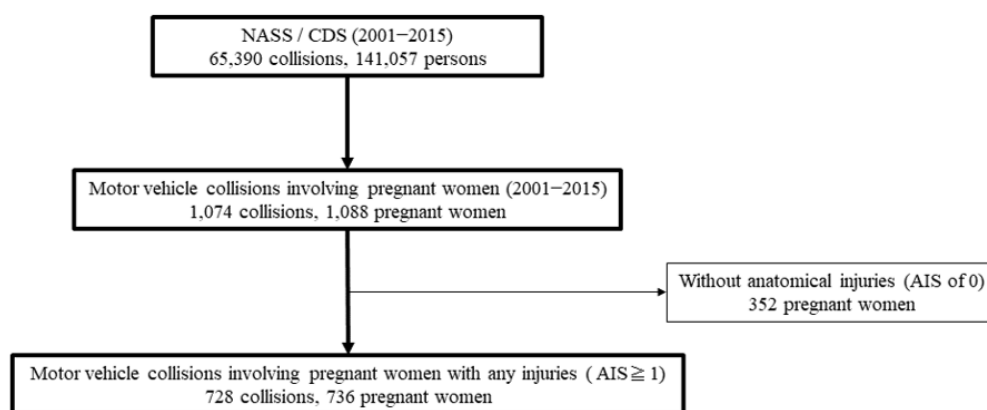 NASS / CDS (2001−2015)
65,390 collisions, 141,057 persons
Motor vehicle collisions involving pregnant women (2001−2015)
1,074 collisions, 1,088 pregnant women
Without anatomical injuries (AIS of 0)
352 pregnant women
Motor vehicle collisions involving pregnant women with any injuries ( AIS≧ 1)
728 collisions, 736 pregnant women